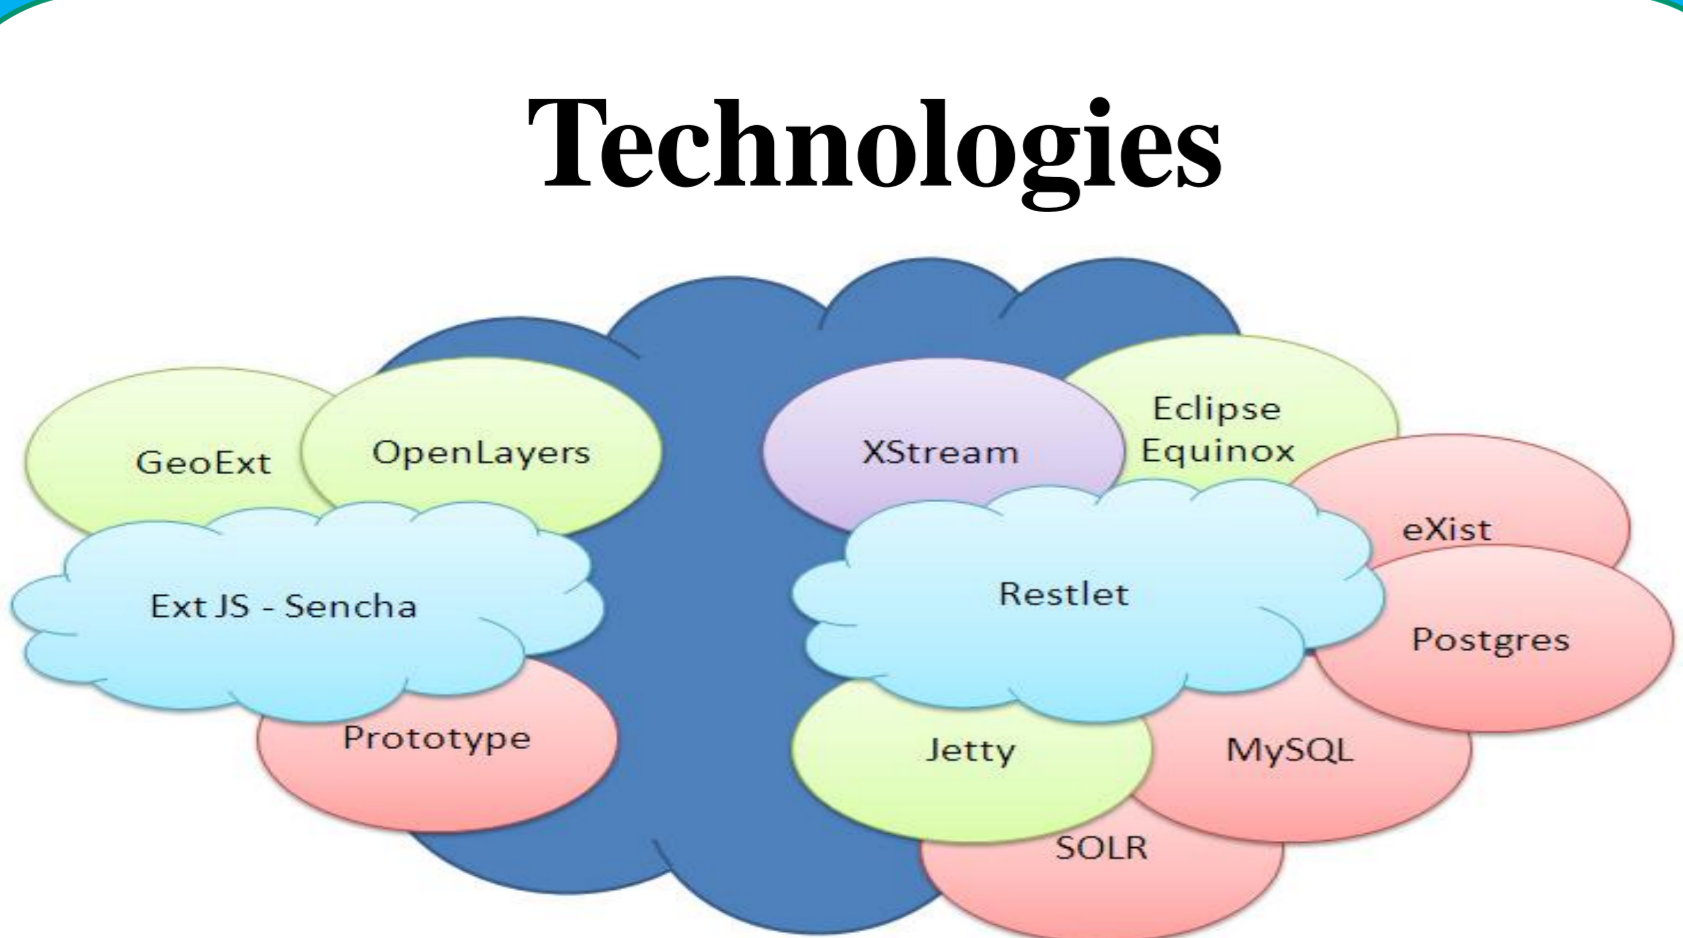 Technologies
GeoExt
OpenLayers
XStream
Eclipse
Equinox
eXist
Ext JS - Sencha
Restlet
Postgres
Prototype
Jetty
MySQL
SOLR